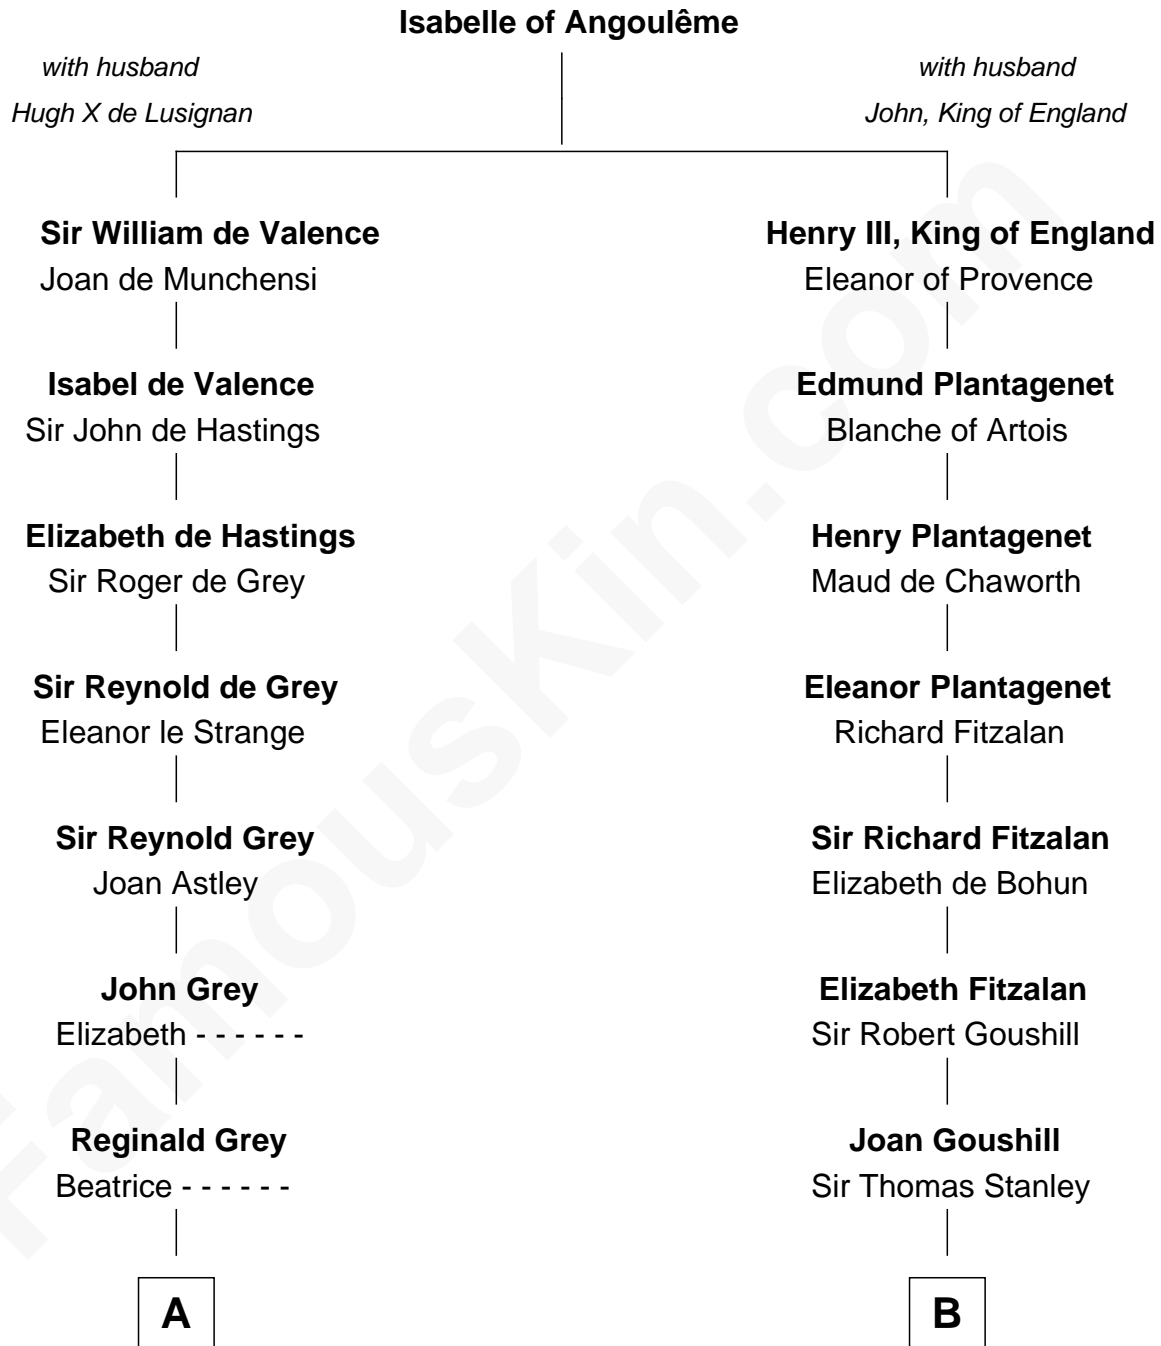 Isabelle of Angoulême
with husband
Hugh X de Lusignan
with husband
John, King of England
Sir William de Valence
Joan de Munchensi
Henry III, King of England
Eleanor of Provence
Isabel de Valence
Sir John de Hastings
Edmund Plantagenet
Blanche of Artois
Elizabeth de Hastings
Sir Roger de Grey
Henry Plantagenet
Maud de Chaworth
Sir Reynold de Grey
Eleanor le Strange
Eleanor Plantagenet
Richard Fitzalan
Sir Reynold Grey
Joan Astley
Sir Richard Fitzalan
Elizabeth de Bohun
John Grey
Elizabeth - - - - - -
Elizabeth Fitzalan
Sir Robert Goushill
Reginald Grey
Beatrice - - - - - -
Joan Goushill
Sir Thomas Stanley
A
B
FamousKin.com